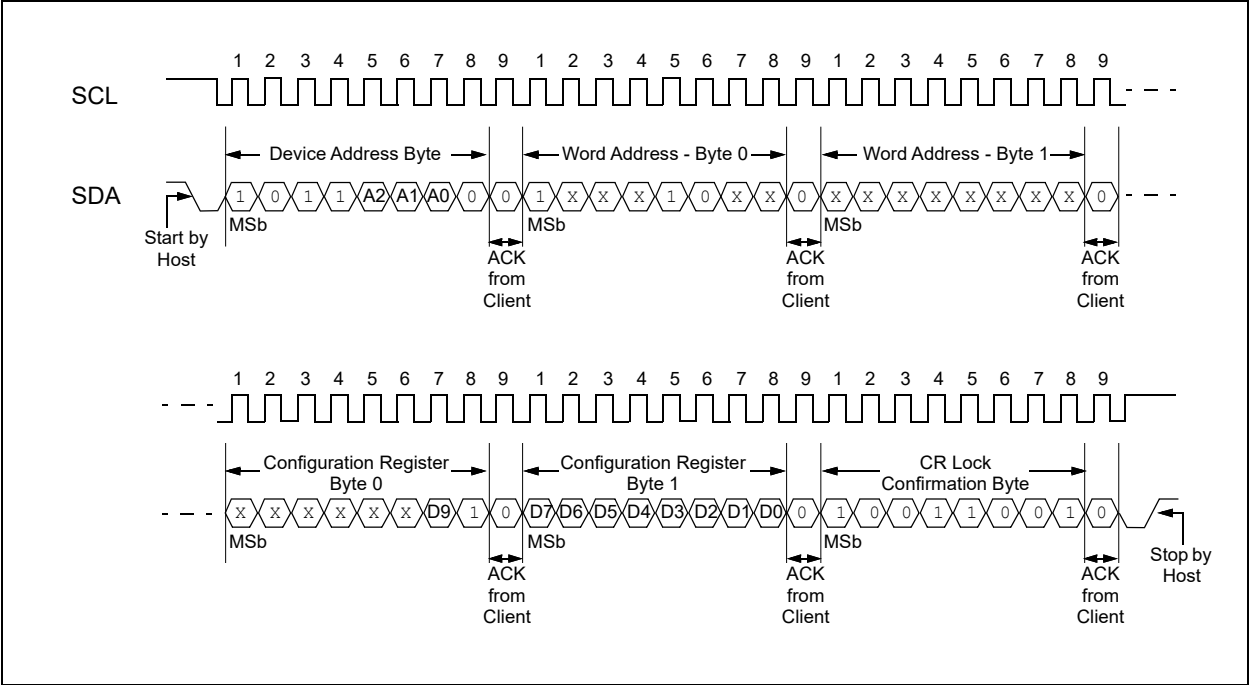 1 2 3 4 5 6 7 8 9 1 2 3 4 5 6 7 8 9 1 2 3 4 5 6 7 8 9
SCL
Device Address Byte Word Address - Byte 0 Word Address - Byte 1
SDA 1 0 1 1 A2 A1 A0 0 0 1 X X X 1 0 X X 0 X X X X X X X X 0
MSb MSb MSb
Start by
Host
ACK ACK ACK
from from from
Client Client Client
1 2 3 4 5 6 7 8 9 1 2 3 4 5 6 7 8 9 1 2 3 4 5 6 7 8 9
Configuration Register Configuration Register CR Lock
Byte 0 Byte 1 Confirmation Byte
X X X X X X D9 1 0 D7 D6 D5 D4 D3 D2 D1 D0 0 1 0 0 1 1 0 0 1 0
MSb MSb MSb
Stop by
Host
ACK ACK ACK
from from from
Client Client Client